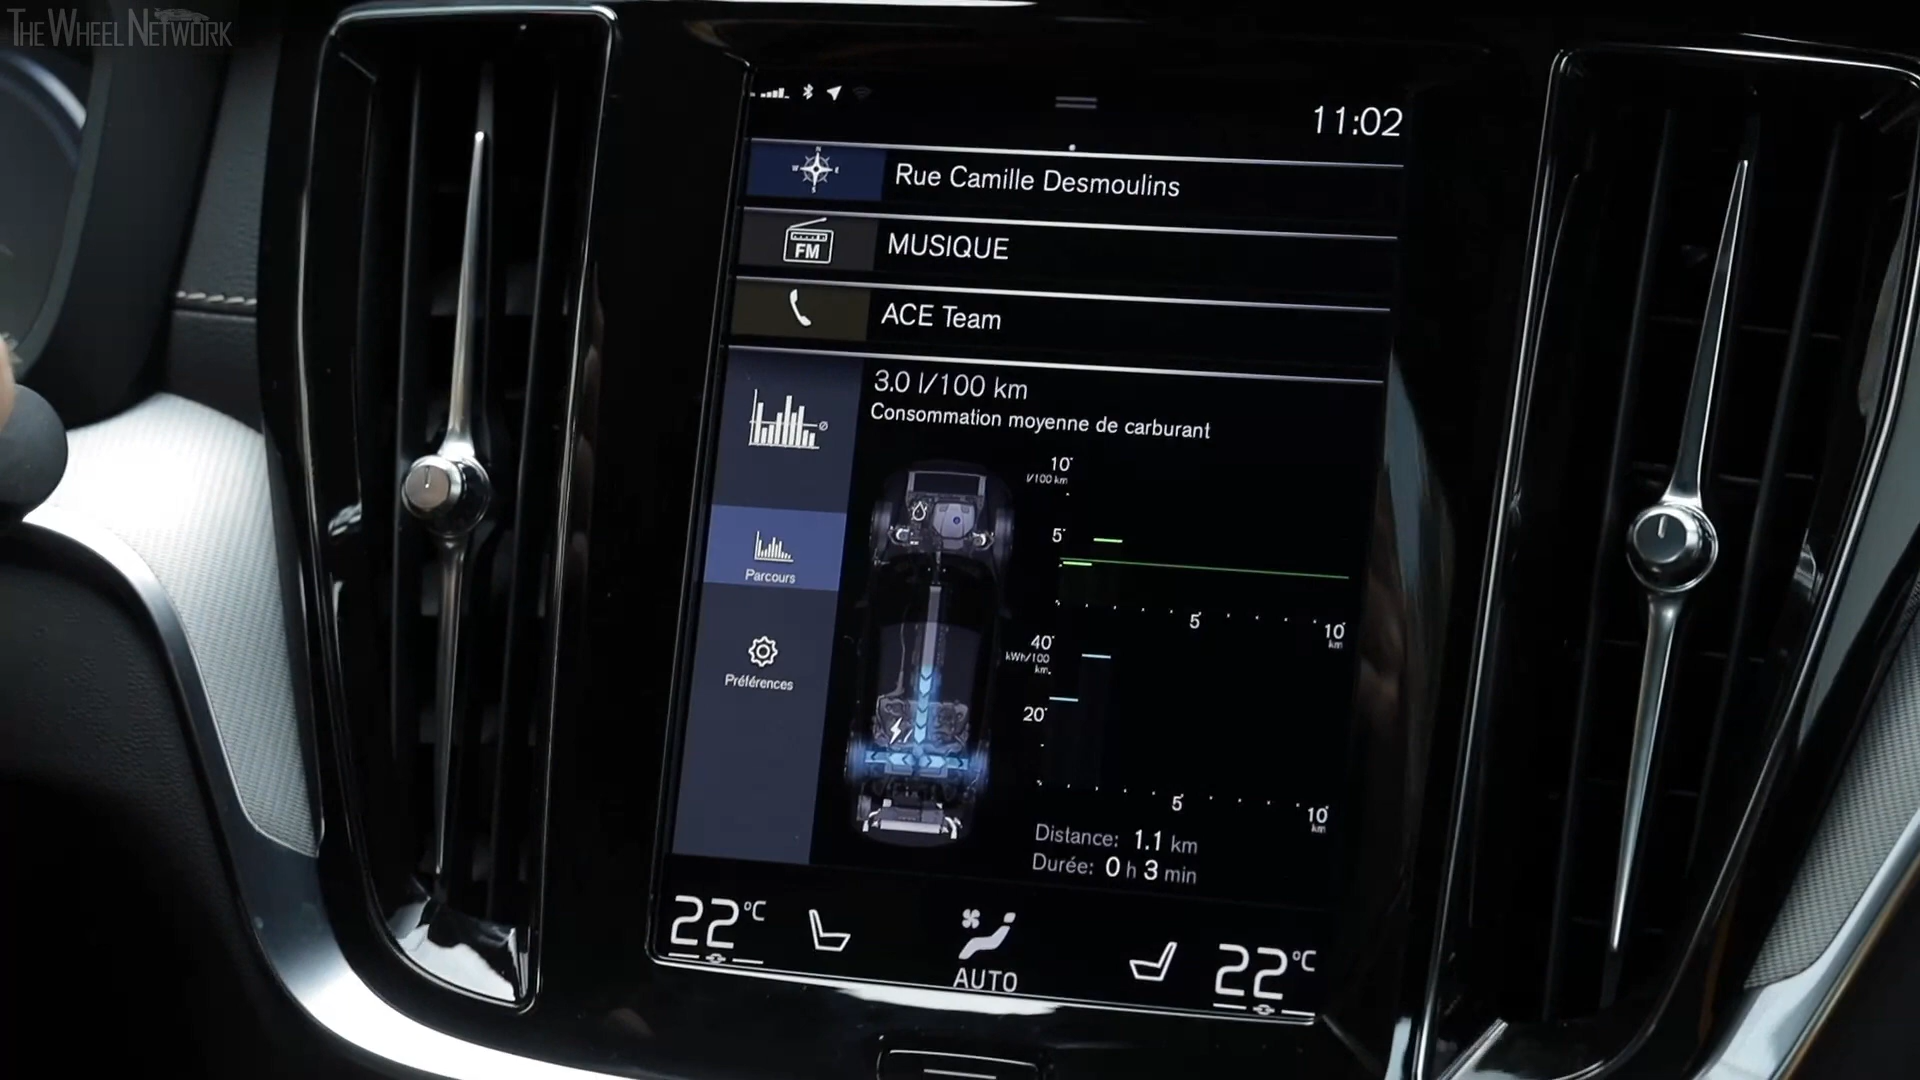 THE WHEEL NETWORK
11:02
N
W E
S
Rue Camille Desmoulins
FM
MUSIQUE
ACE Team
3.0 l/100 km
Consommation moyenne de carburant
10
l/100 km
5
5
10
km
Parcours
40
kWh/100
km
Préférences
20
5
10
km
Distance: 1.1 km
Durée: 0 h 3 min
22°C
AUTO
22°C